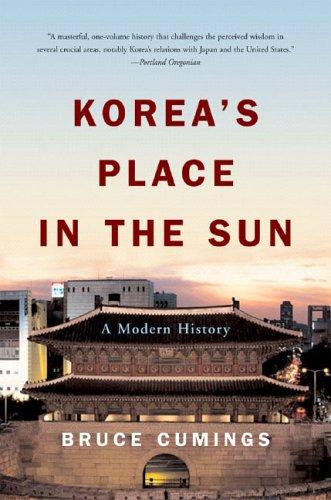 "A masterful, one-volume history that challenges the perceived wisdom in
several crucial areas, notably Korea's relations with Japan and the United States."
—Portland Oregonian
KOREA'S
PLACE
IN THE SUN
A Modern History
BRUCE CUMINGS